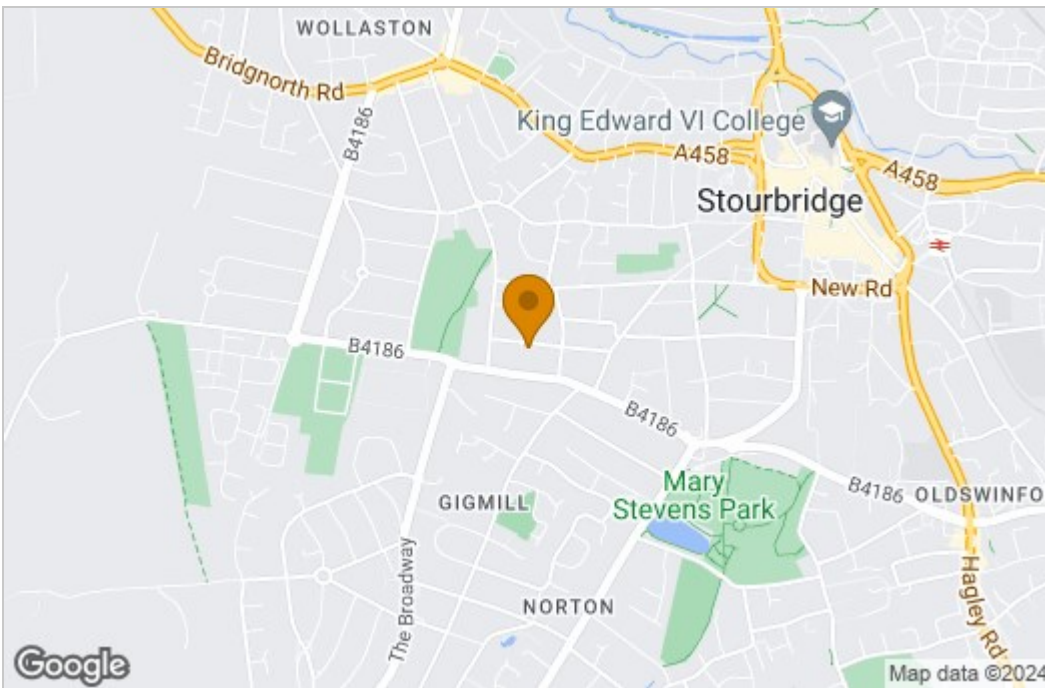 WOLLASTON
Bridgnorth Rd
B4186
King Edward VI College
A458
A458
Stourbridge
New Rd
B4186
B4186
Mary
Stevens Park
B4186
OLDSWINFO
GIGMILL
The Broadway
NORTON
Hagley Rd
Google
Map data ©2024